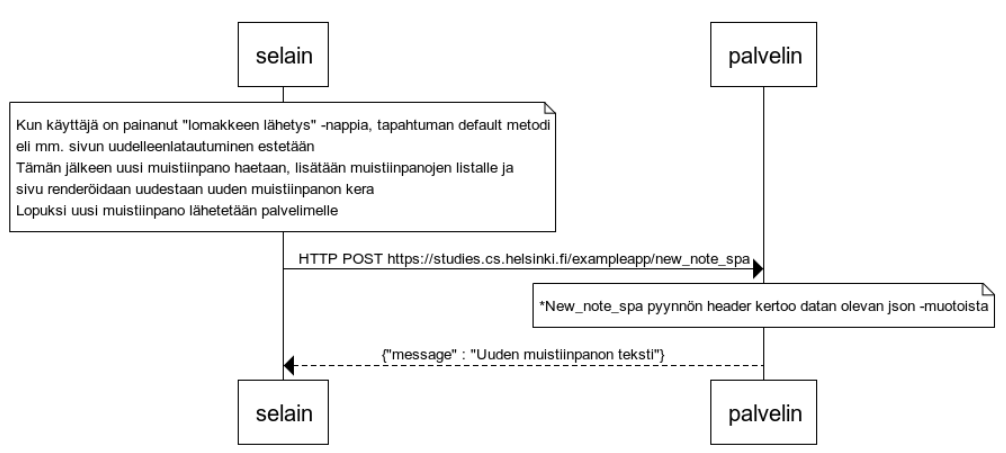 selain
palvelin
Kun käyttäjä on painanut "lomakkeen lähetys" -nappia, tapahtuman default metodi
eli mm. sivun uudelleenlatautuminen estetään
Tämän jälkeen uusi muistiinpano haetaan, lisätään muistiinpanojen listalle ja
sivu renderöidaan uudestaan uuden muistiinpanon kera
Lopuksi uusi muistiinpano lähetetään palvelimelle
HTTP POST https://studies.cs.helsinki.fi/exampleapp/new_note_spa
*New_note_spa pyynnön header kertoo datan olevan json -muotoista
{"message" : "Uuden muistiinpanon teksti"}
selain
palvelin